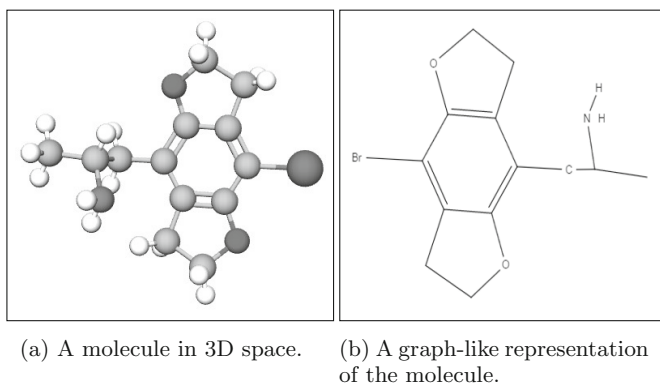 O
H
N H
Br
C
O
(a) A molecule in 3D space.
(b) A graph-like representation
of the molecule.